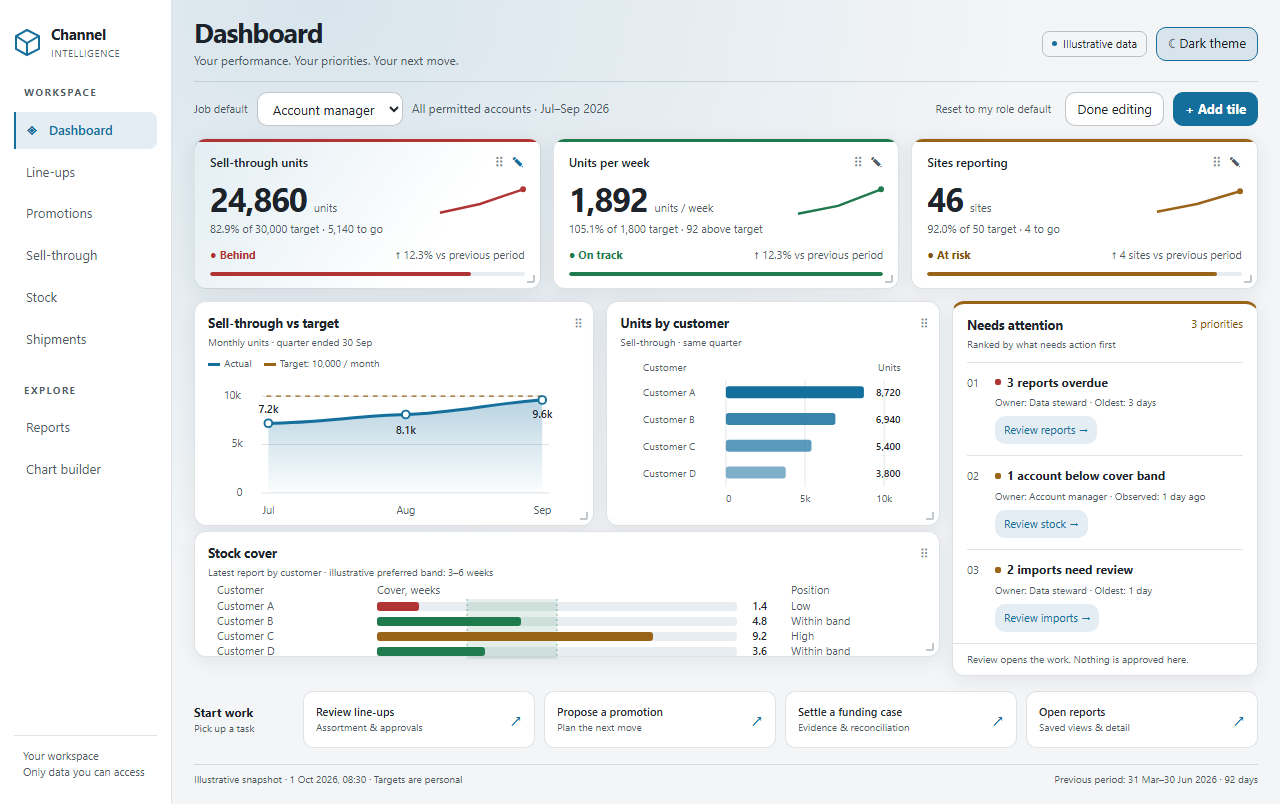 Channel
INTELLIGENCE
WORKSPACE
Dashboard
Line-ups
Promotions
Sell-through
Stock
Shipments
EXPLORE
Reports
Chart builder
Your workspace
Only data you can access
Dashboard
Your performance. Your priorities. Your next move.
Illustrative data
☾ Dark theme
Job default
Account manager
All permitted accounts · Jul–Sep 2026
Reset to my role default
Done editing
+ Add tile
Sell-through units
24,860 units
82.9% of 30,000 target · 5,140 to go
● Behind
↑ 12.3% vs previous period
Units per week
1,892 units / week
105.1% of 1,800 target · 92 above target
● On track
↑ 12.3% vs previous period
Sites reporting
46 sites
92.0% of 50 target · 4 to go
● At risk
↑ 4 sites vs previous period
Sell-through vs target
Monthly units · quarter ended 30 Sep
Actual
Target: 10,000 / month
10k
5k
0
7.2k
8.1k
9.6k
Jul
Aug
Sep
Units by customer
Sell-through · same quarter
Customer
Units
Customer A
8,720
Customer B
6,940
Customer C
5,400
Customer D
3,800
0
5k
10k
Needs attention
3 priorities
Ranked by what needs action first
01
3 reports overdue
Owner: Data steward · Oldest: 3 days
Review reports →
02
1 account below cover band
Owner: Account manager · Observed: 1 day ago
Review stock →
03
2 imports need review
Owner: Data steward · Oldest: 1 day
Review imports →
Review opens the work. Nothing is approved here.
Stock cover
Latest report by customer · illustrative preferred band: 3–6 weeks
Customer
Cover, weeks
Position
Customer A
1.4
Low
Customer B
4.8
Within band
Customer C
9.2
High
Customer D
3.6
Within band
Start work
Pick up a task
Review line-ups
Assortment & approvals
↗
Propose a promotion
Plan the next move
↗
Settle a funding case
Evidence & reconciliation
↗
Open reports
Saved views & detail
↗
Illustrative snapshot · 1 Oct 2026, 08:30 · Targets are personal
Previous period: 31 Mar–30 Jun 2026 · 92 days